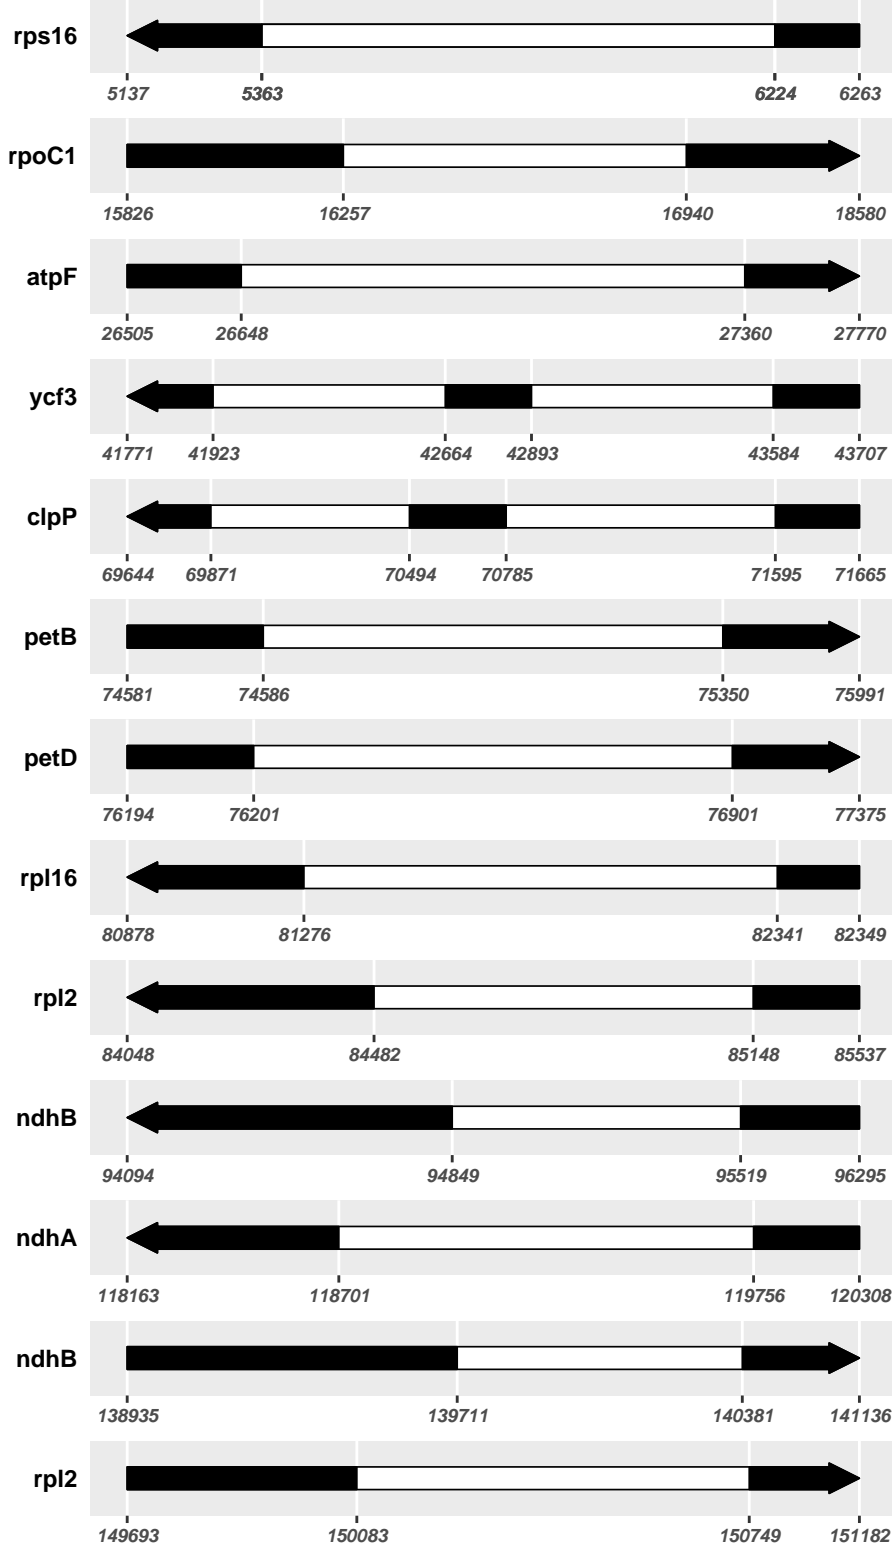 rps16
5137 5363 6224 6263
rpoC1
15826 16257 16940 18580
atpF
26505 26648 27360 27770
ycf3
41771 41923 42664 42893 43584 43707
clpP
69644 69871 70494 70785 71595 71665
petB
74581 74586 75350 75991
petD
76194 76201 76901 77375
rpl16
80878 81276 82341 82349
rpl2
84048 84482 85148 85537
ndhB
94094 94849 95519 96295
ndhA
118163 118701 119756 120308
ndhB
138935 139711 140381 141136
rpl2
149693 150083 150749 151182